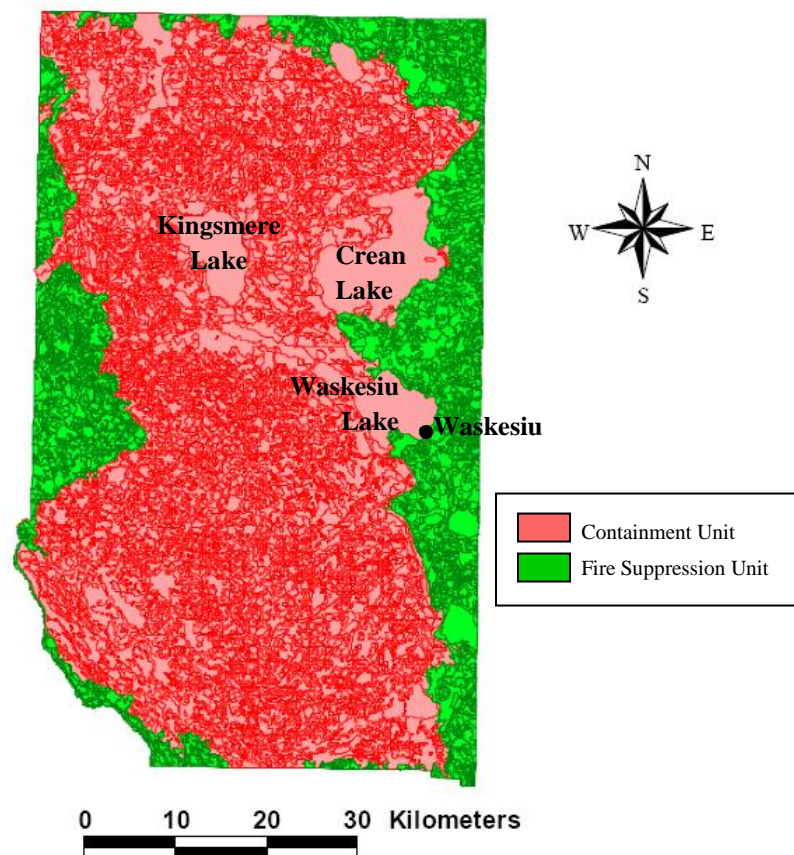 N
W E
S
Kingsmere
Lake
Crean
Lake
Waskesiu
Lake
Waskesiu
Containment Unit
Fire Suppression Unit
0 10 20 30 Kilometers